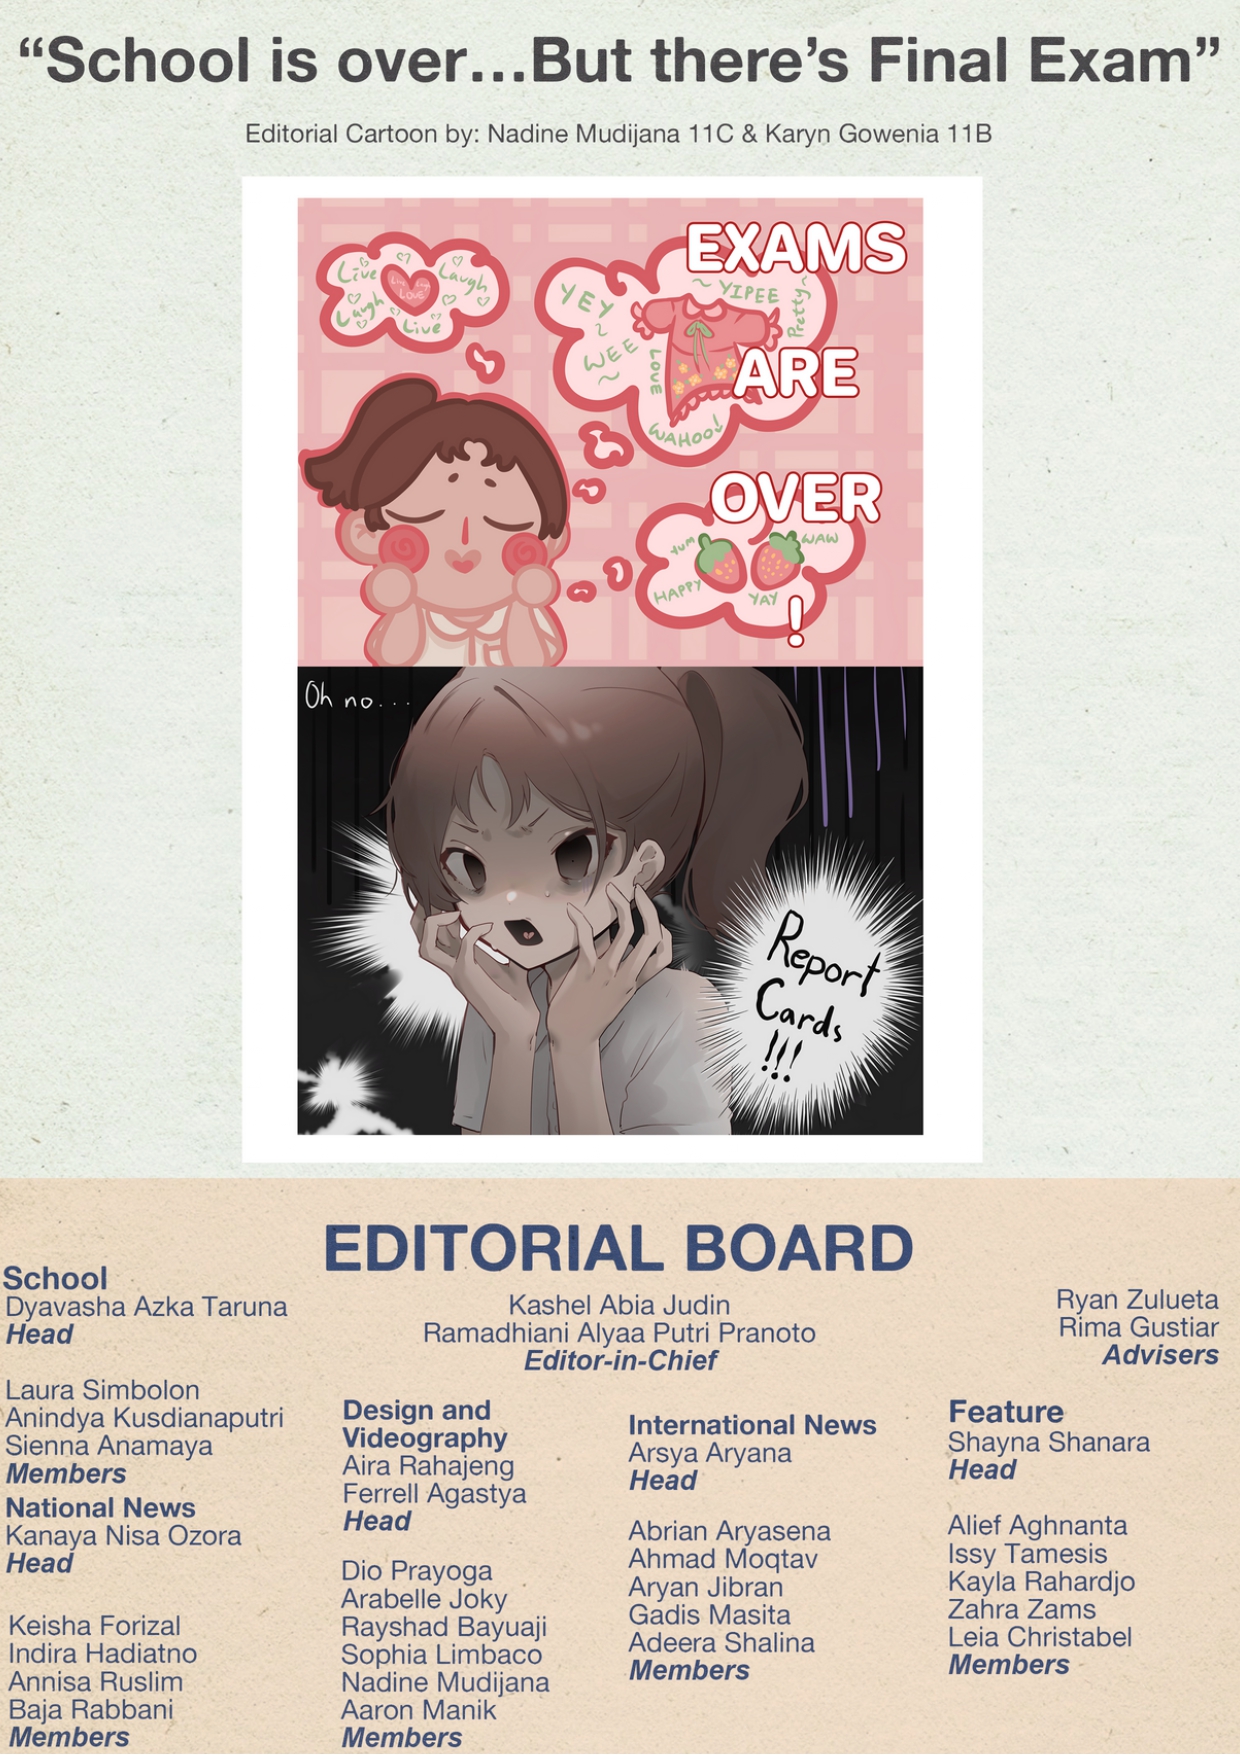 “School is over...But there’s Final Exam”
Editorial Cartoon by: Nadine Mudijana 11C & Karyn Gowenia 11B
Live
Laugh
LOVE
Laugh
Live
EXAMS
YEY
~ YIPEE
Pretty~
WEE
LOVE
ARE
WAHOO!
OVER
YUM
WAW
HAPPY
YAY
!
Oh no...
Report
Cards
!!!
EDITORIAL BOARD
School
Dyavasha Azka Taruna
Head
Laura Simbolon
Anindya Kusdianaputri
Sienna Anamaya
Members
National News
Kanaya Nisa Ozora
Head
Keisha Forizal
Indira Hadiatno
Annisa Ruslim
Baja Rabbani
Members
Kashel Abia Judin
Ramadhiani Alyaa Putri Pranoto
Editor-in-Chief
Design and
Videography
Aira Rahajeng
Ferrell Agastya
Head
Dio Prayoga
Arabelle Joky
Rayshad Bayuaji
Sophia Limbaco
Nadine Mudijana
Aaron Manik
Members
International News
Arsya Aryana
Head
Abrian Aryasena
Ahmad Moqtav
Aryan Jibran
Gadis Masita
Adeera Shalina
Members
Ryan Zulueta
Rima Gustiar
Advisers
Feature
Shayna Shanara
Head
Alief Aghnanta
Issy Tamesis
Kayla Rahardjo
Zahra Zams
Leia Christabel
Members